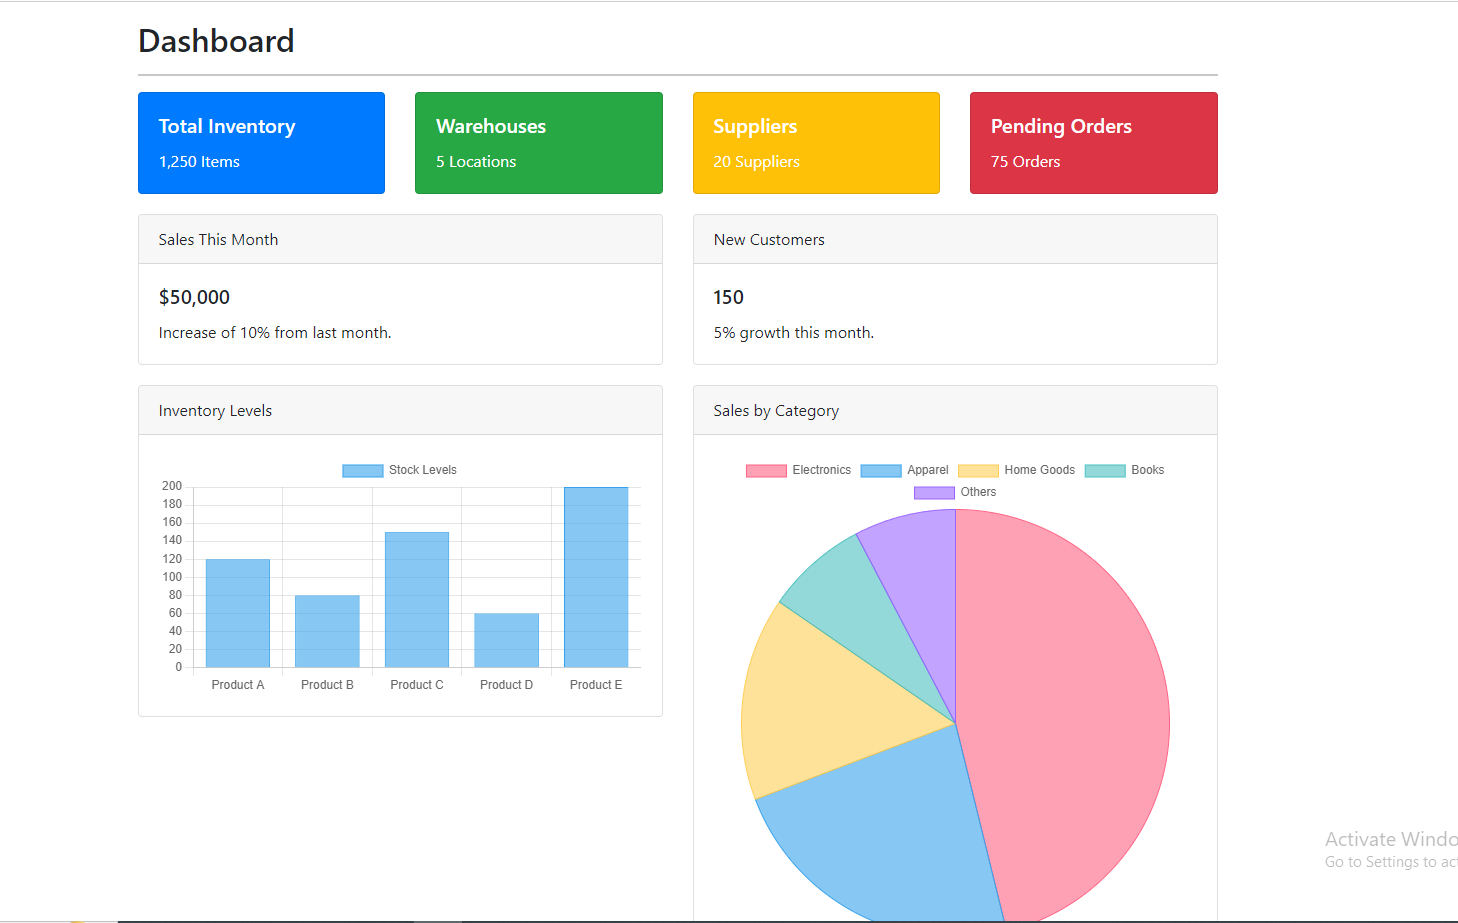 Dashboard
Total Inventory
1,250 Items
Warehouses
5 Locations
Suppliers
20 Suppliers
Pending Orders
75 Orders
Sales This Month
$50,000
Increase of 10% from last month.
New Customers
150
5% growth this month.
Inventory Levels
Stock Levels
200
180
160
140
120
100
80
60
40
20
0
Product A Product B Product C Product D Product E
Sales by Category
Electronics Apparel Home Goods Books
Others
Activate Windo
Go to Settings to act